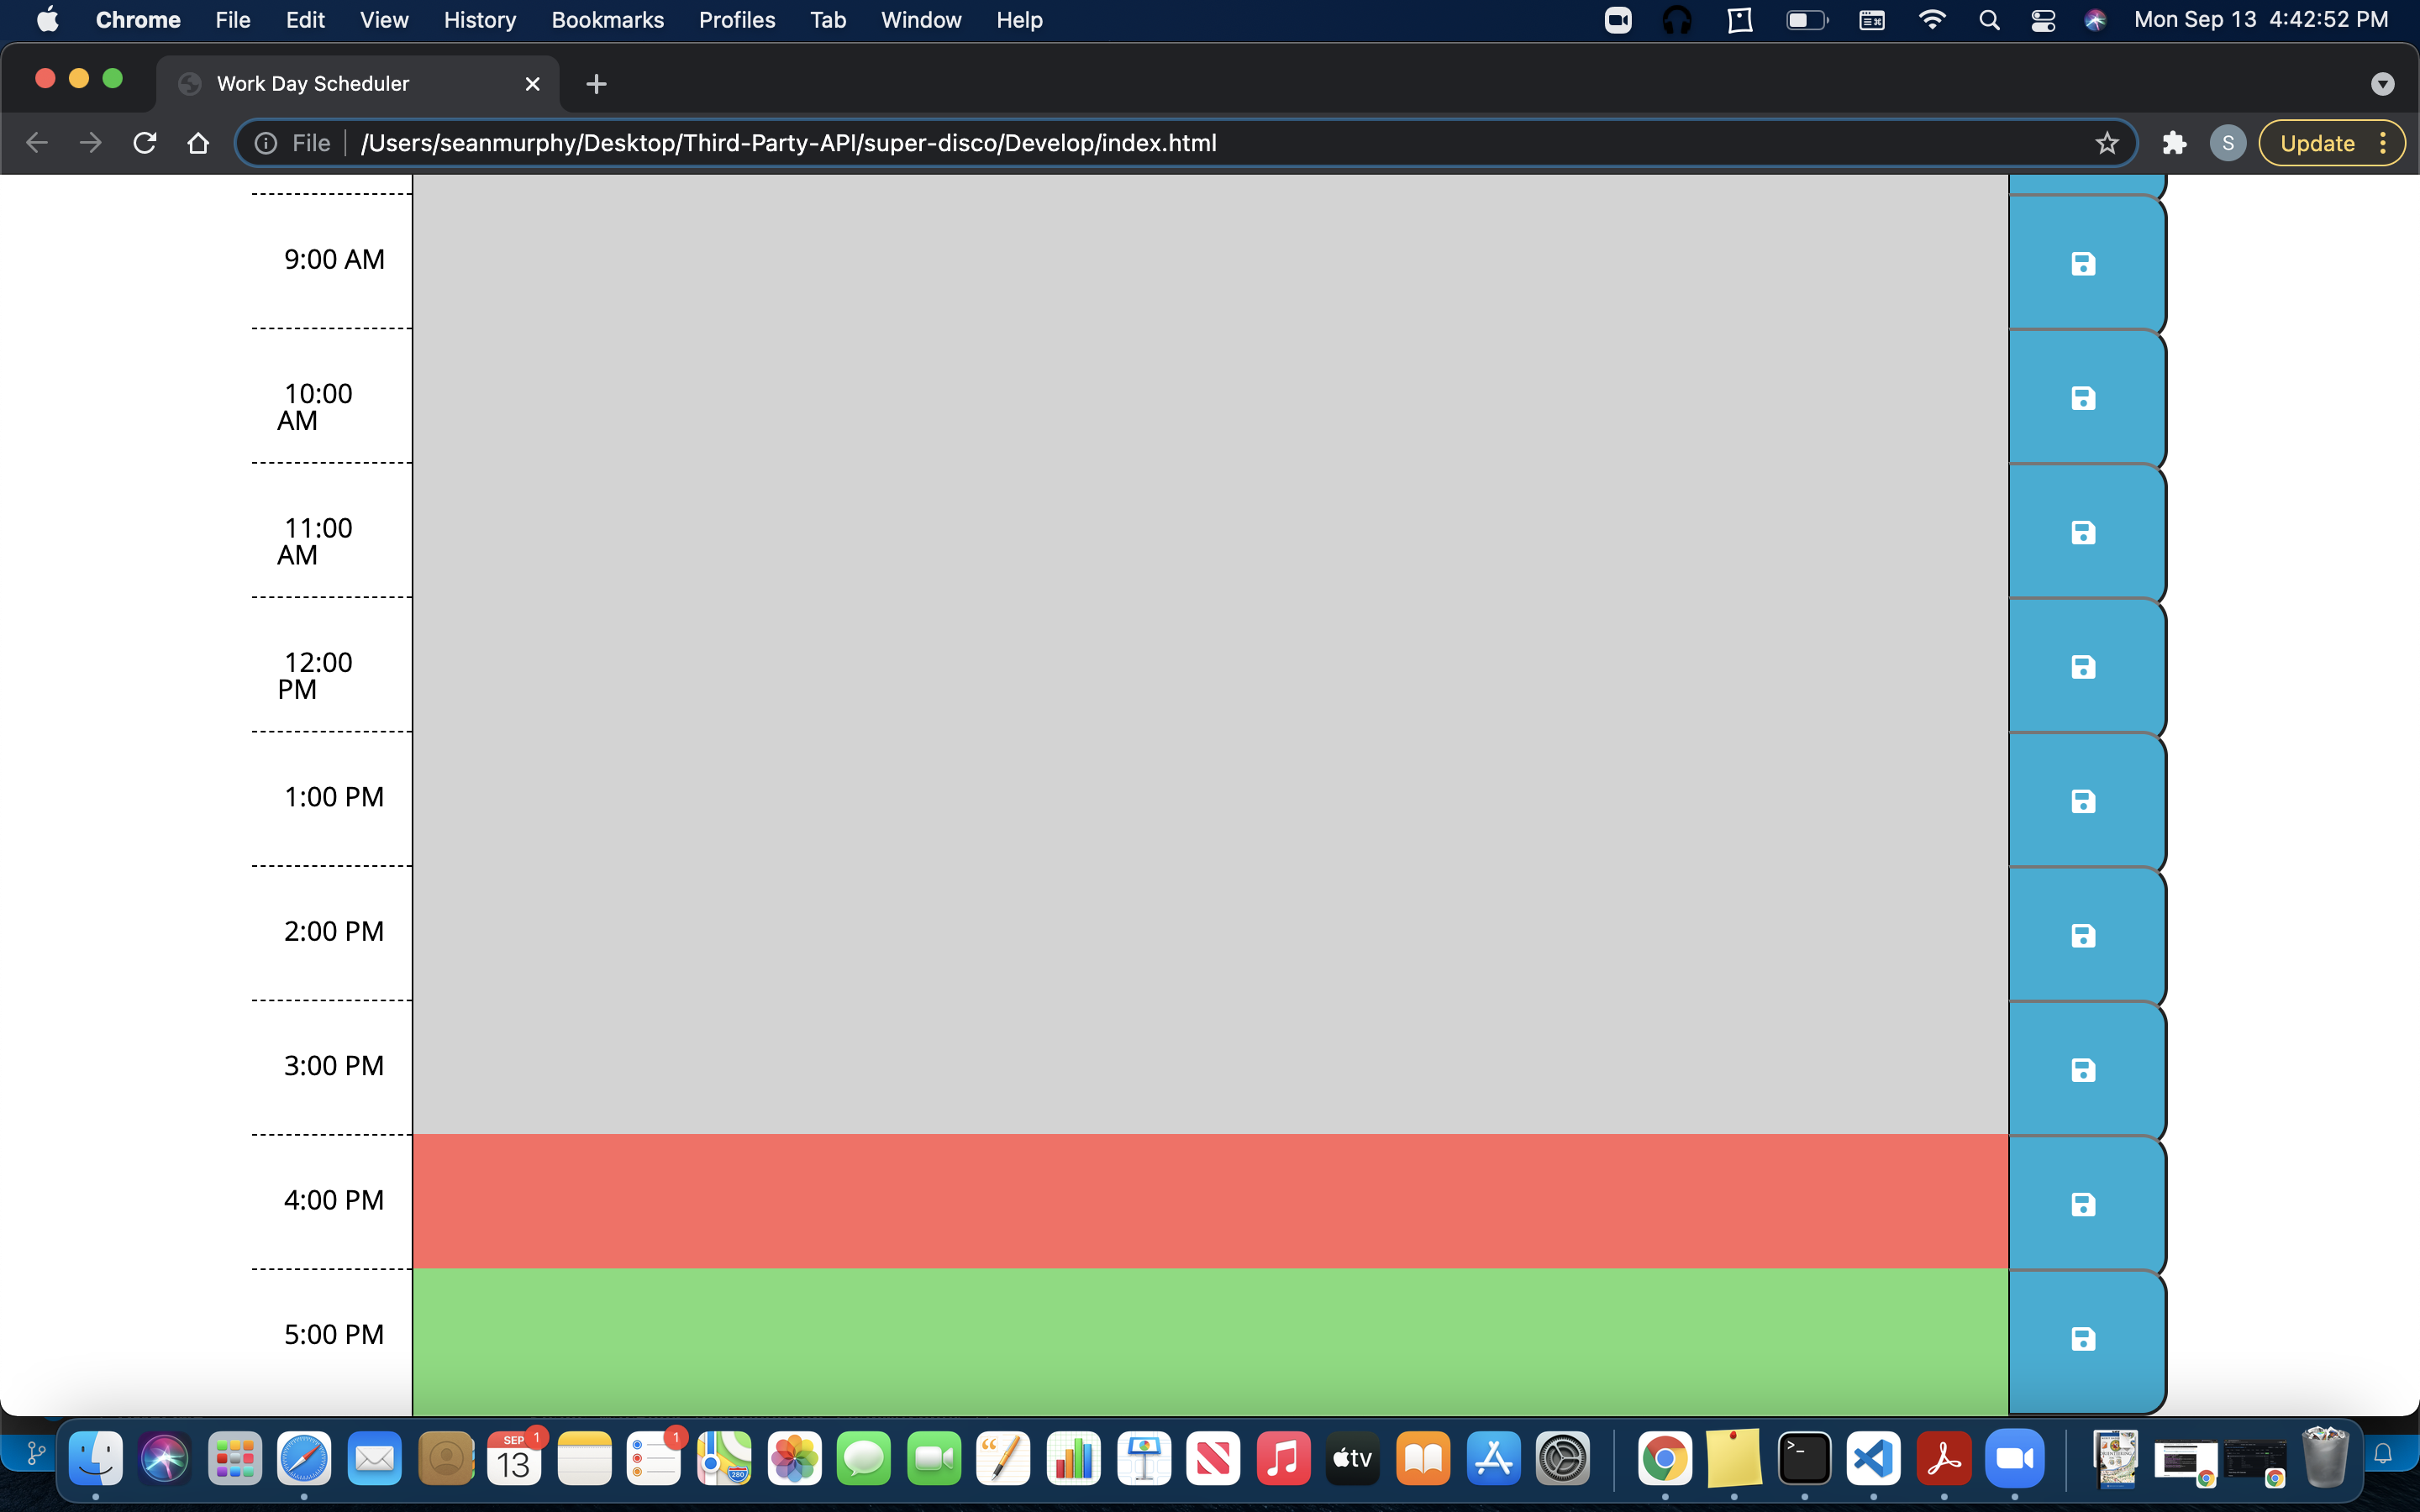 Chrome File Edit View History Bookmarks Profiles Tab Window Help Mon Sep 13 4:42:52 PM
Work Day Scheduler
File /Users/seanmurphy/Desktop/Third-Party-API/super-disco/Develop/index.html S Update
9:00 AM
10:00
AM
11:00
AM
12:00
PM
1:00 PM
2:00 PM
3:00 PM
4:00 PM
5:00 PM
SEP 1 1
13 280 tv >_